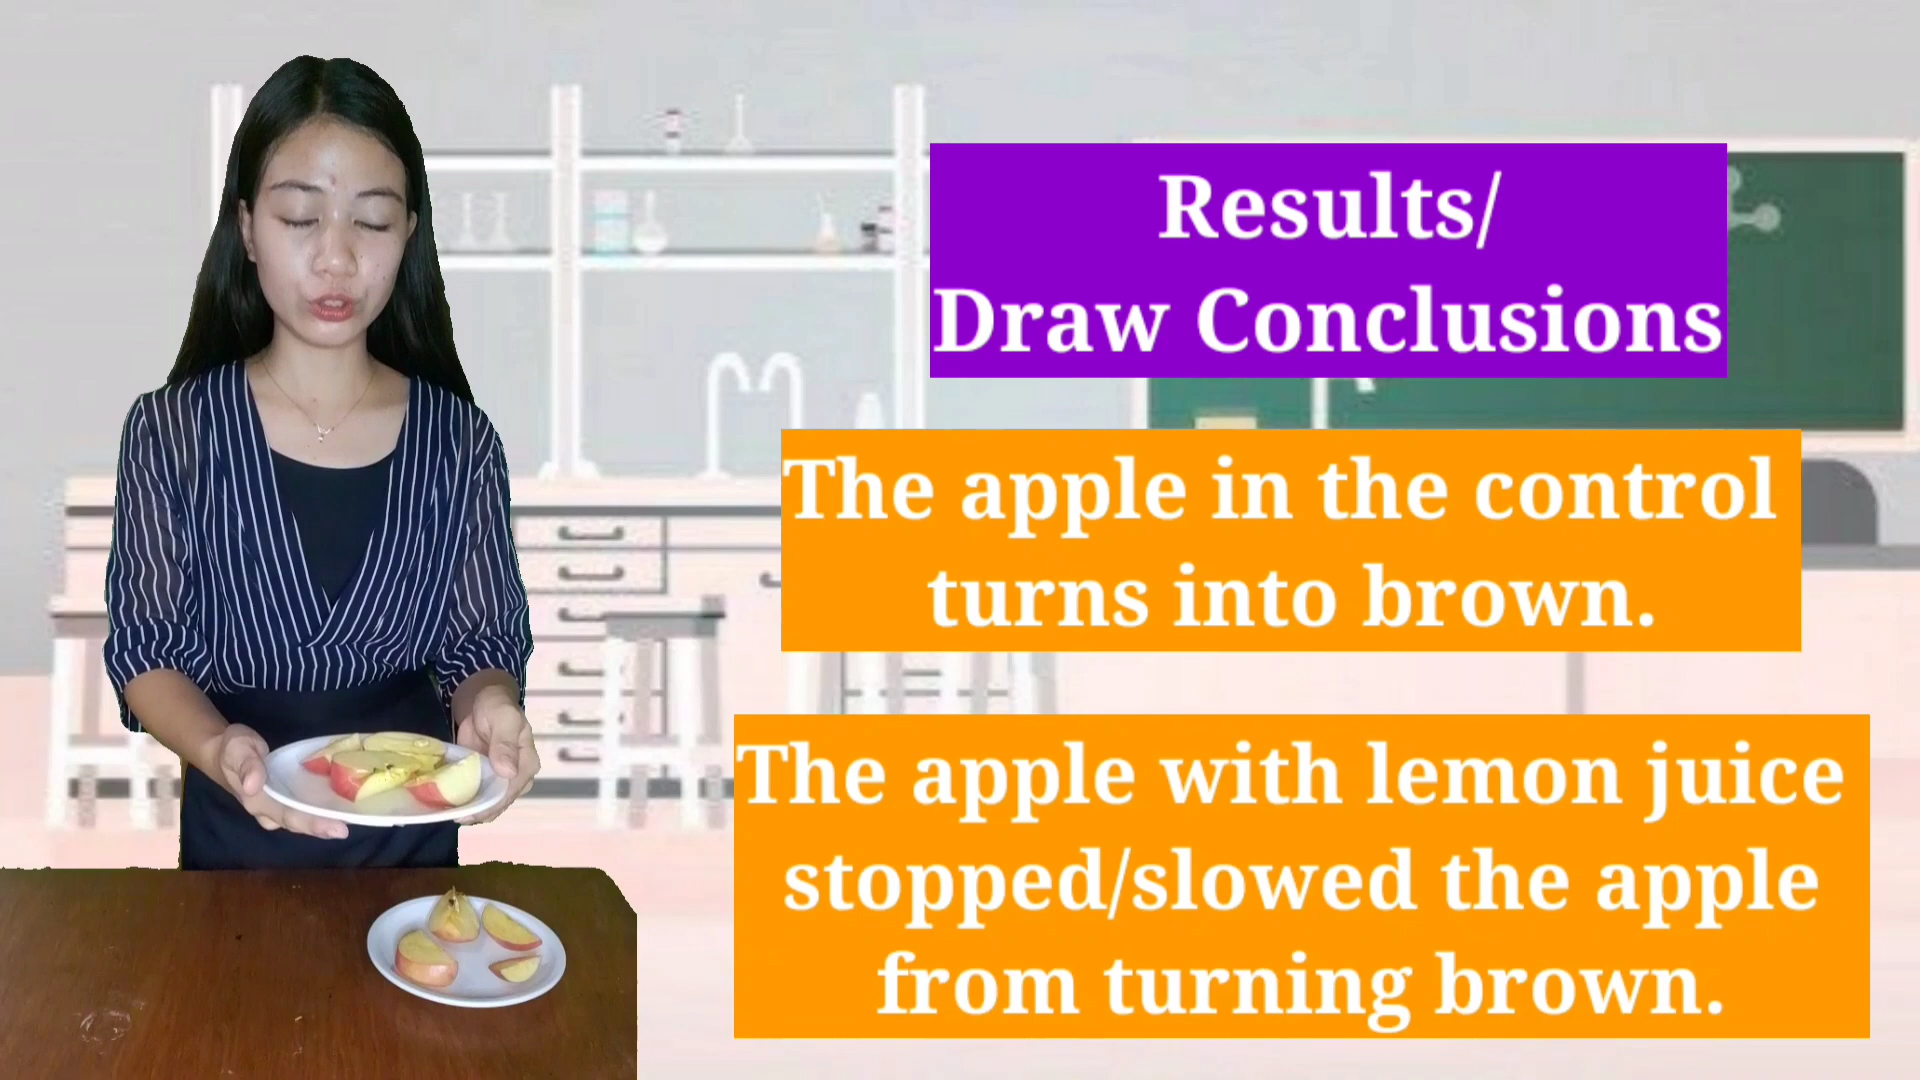 Results/
Draw Conclusions
The apple in the control
turns into brown.
The apple with lemon juice
stopped/slowed the apple
from turning brown.